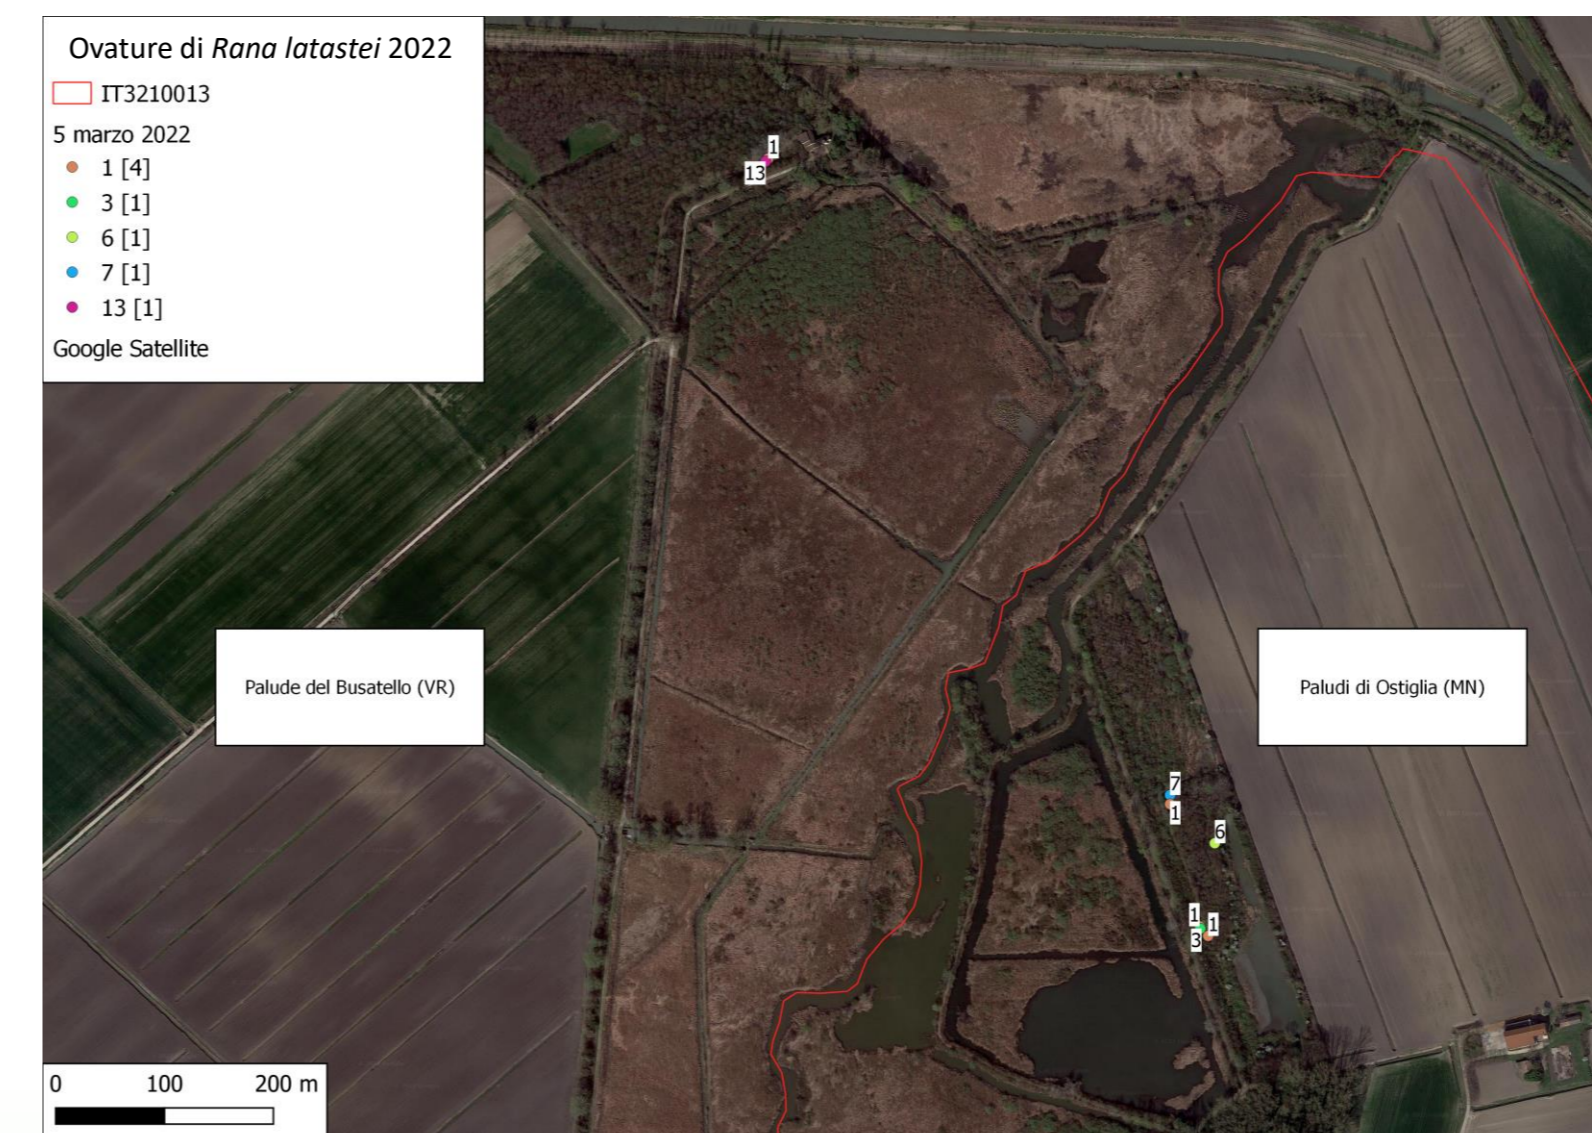 Ovature di Rana latastei 2022
IT3210013
5 marzo 2022
1 [4]
3 [1]
6 [1]
7 [1]
13 [1]
Google Satellite
1
13
Palude del Busatello (VR)
Paludi di Ostiglia (MN)
7
1
6
1
1
3
0 100 200 m